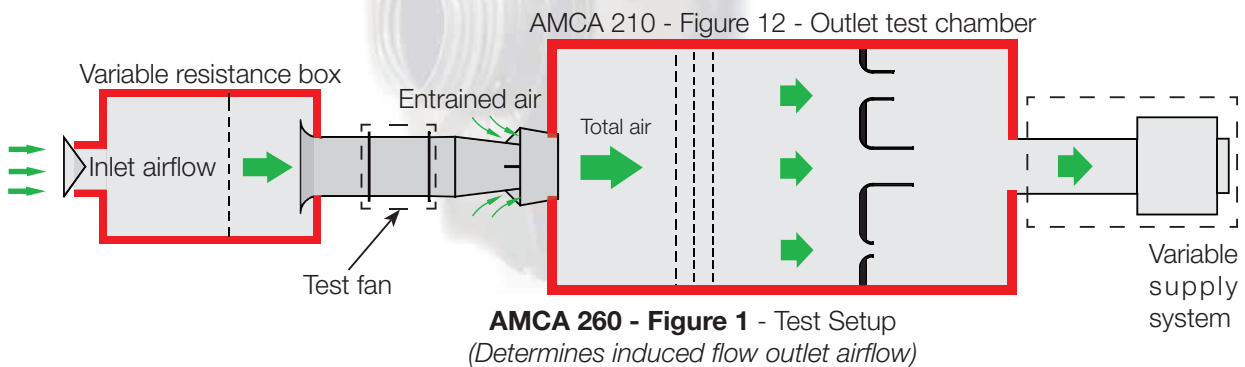 AMCA 210 - Figure 12 - Outlet test chamber
Variable resistance box
Entrained air
Total air
Inlet airflow
Test fan
Variable
supply
system
AMCA 260 - Figure 1 - Test Setup
(Determines induced flow outlet airflow)